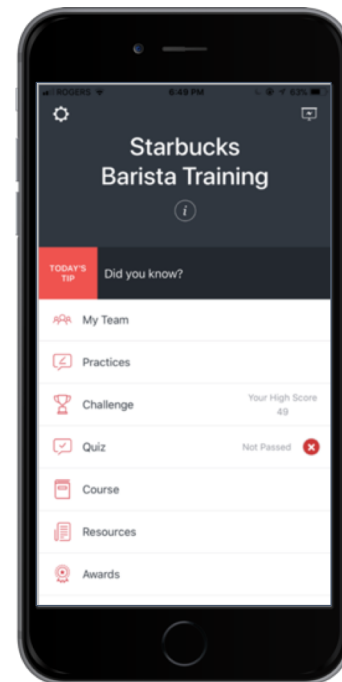 ROGERS 6:49 PM 63%
Starbucks
Barista Training
i
TODAY'S
TIP
Did you know?
My Team
Practices
Challenge
Your High Score
49
Quiz
Not Passed
Course
Resources
Awards